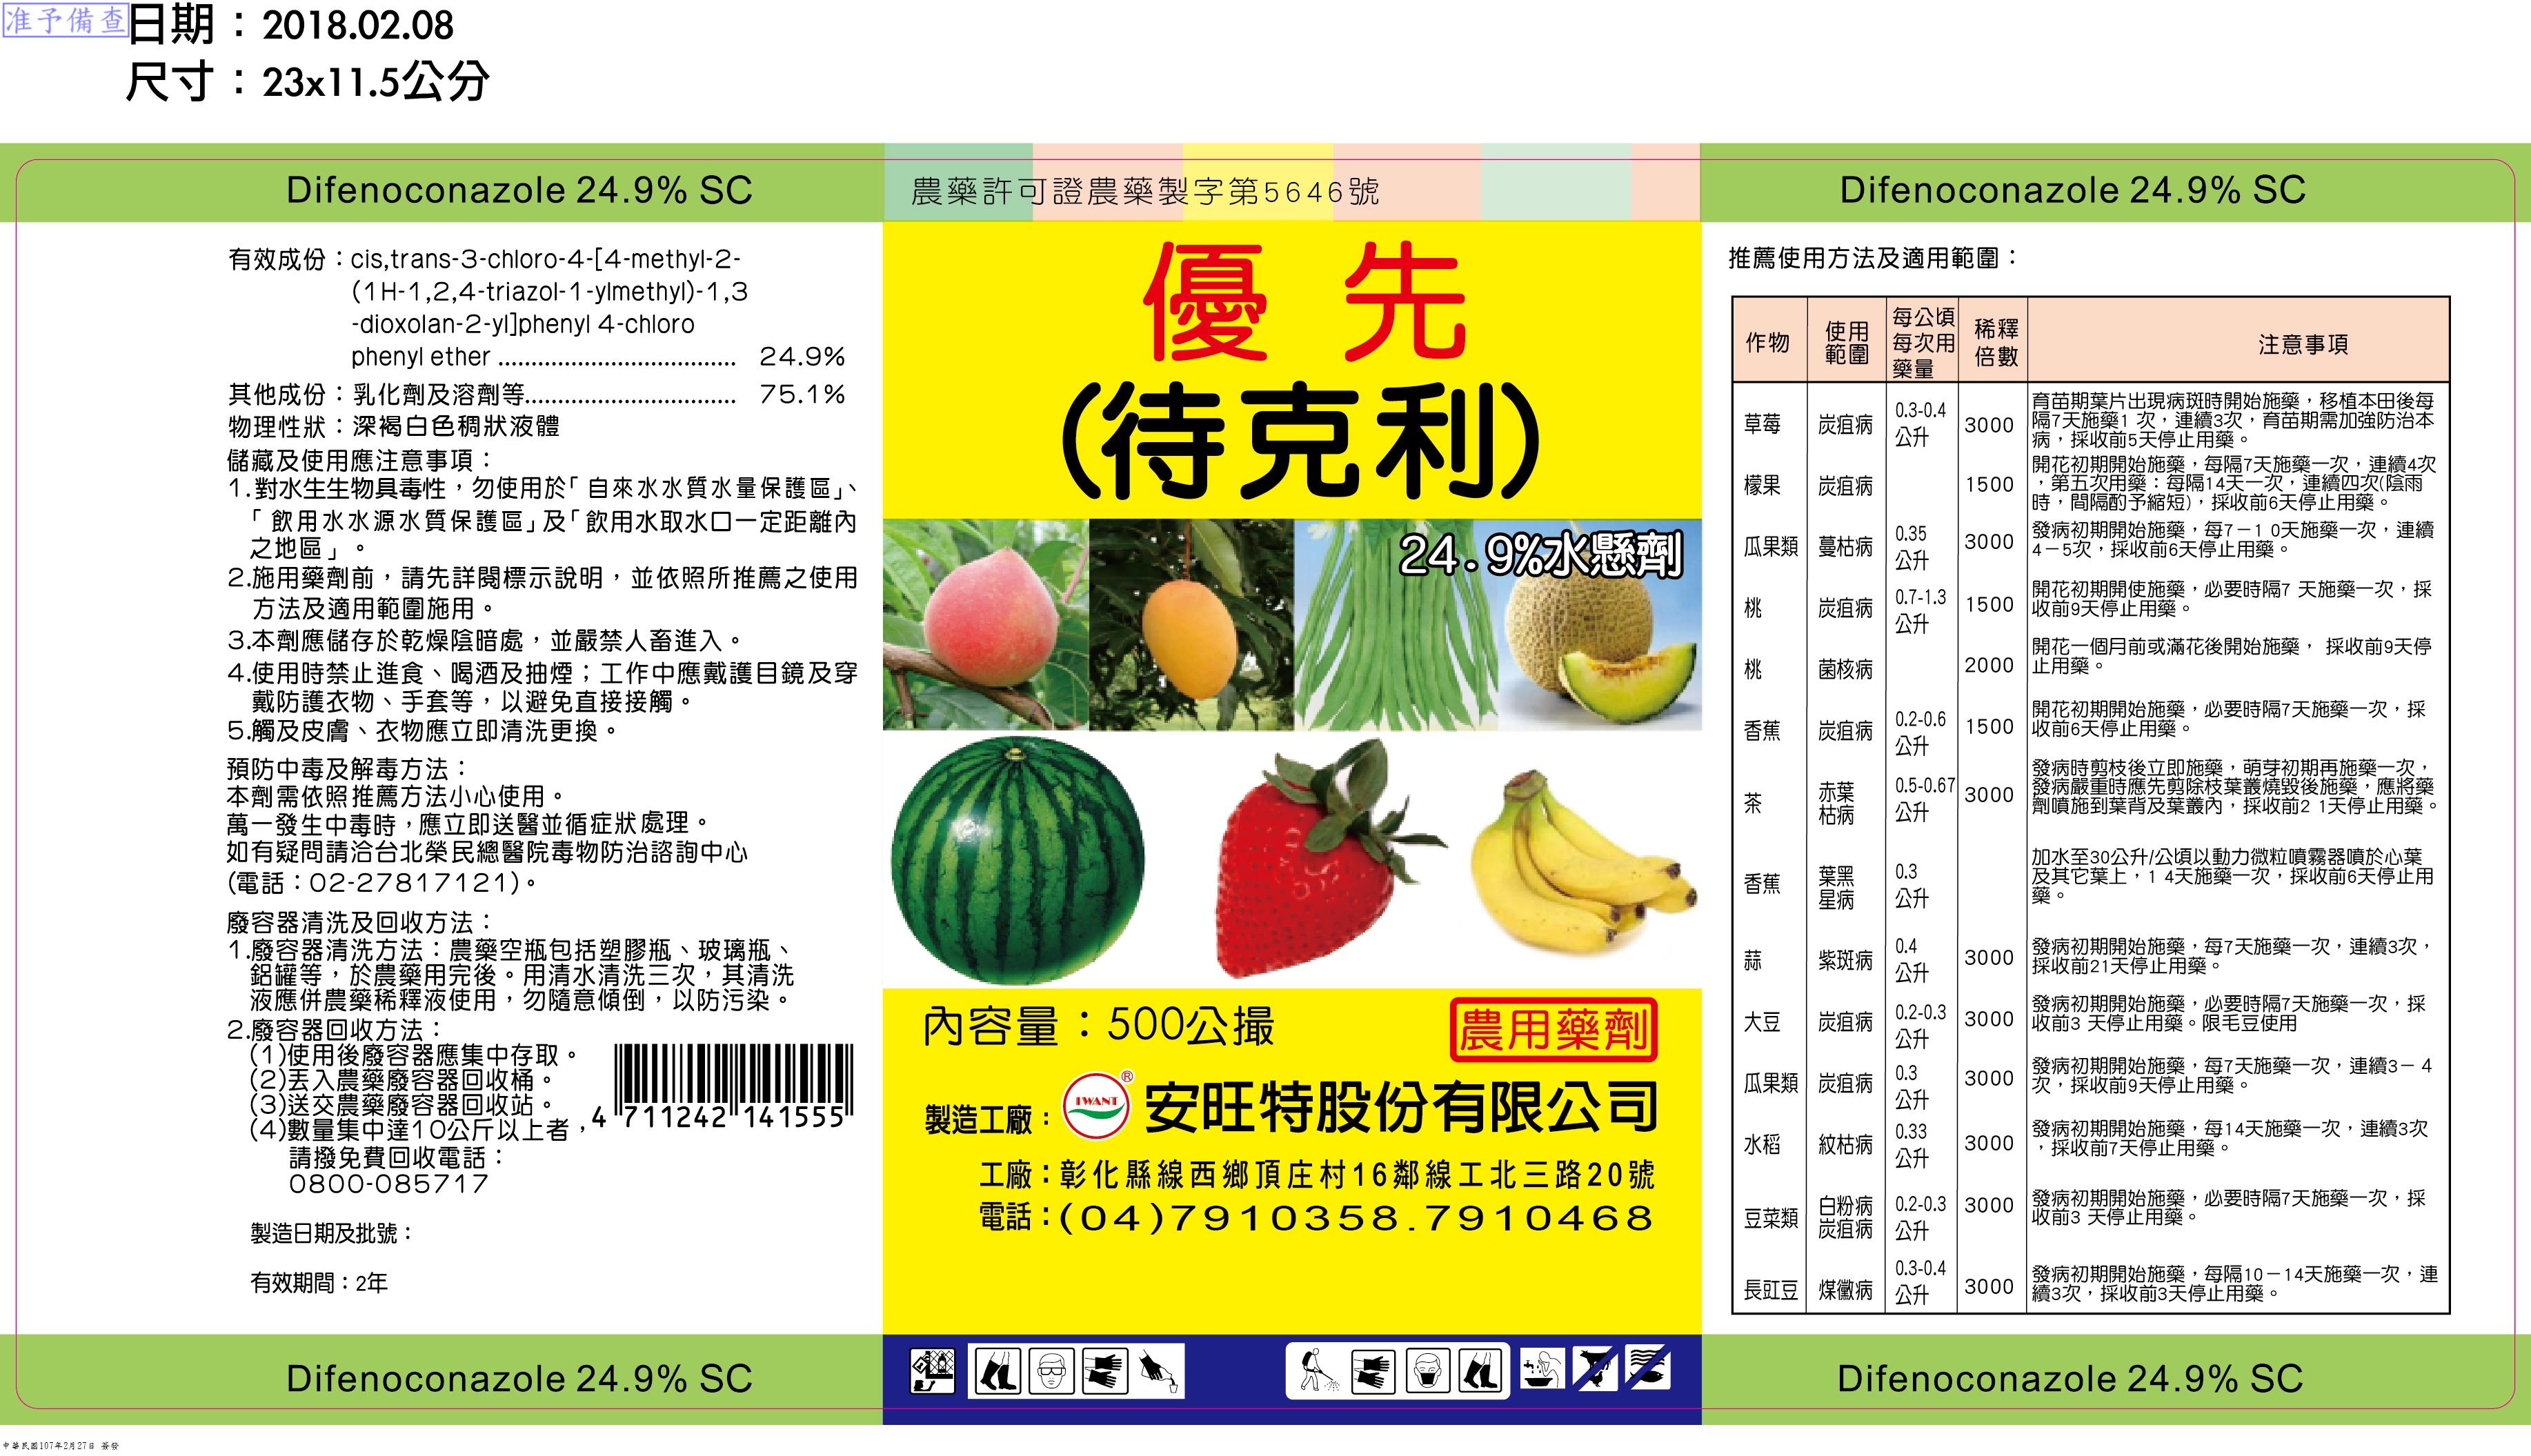 准予備查
日期：2018.02.08
尺寸：23x11.5公分
Difenoconazole 24.9% SC
有效成份：cis,trans-3-chloro-4-[4-methyl-2-
(1H-1,2,4-triazol-1-ylmethyl)-1,3
-dioxolan-2-yl]phenyl 4-chloro
phenyl ether .................................... 24.9%
其他成份：乳化劑及溶劑等................................ 75.1%
物理性狀：深褐白色稠狀液體
儲藏及使用應注意事項：
1.對水生生物具毒性，勿使用於「自來水水質水量保護區」、
「飲用水水源水質保護區」及「飲用水取水口一定距離內
之地區」。
2.施用藥劑前，請先詳閱標示說明，並依照所推薦之使用
方法及適用範圍施用。
3.本劑應儲存於乾燥陰暗處，並嚴禁人畜進入。
4.使用時禁止進食、喝酒及抽煙；工作中應戴護目鏡及穿
戴防護衣物、手套等，以避免直接接觸。
5.觸及皮膚、衣物應立即清洗更換。
預防中毒及解毒方法：
本劑需依照推薦方法小心使用。
萬一發生中毒時，應立即送醫並循症狀處理。
如有疑問請洽台北榮民總醫院毒物防治諮詢中心
(電話：02-27817121)。
廢容器清洗及回收方法：
1.廢容器清洗方法：農藥空瓶包括塑膠瓶、玻璃瓶、
鋁罐等，於農藥用完後。用清水清洗三次，其清洗
液應併農藥稀釋液使用，勿隨意傾倒，以防污染。
2.廢容器回收方法：
(1)使用後廢容器應集中存取。
(2)丟入農藥廢容器回收桶。
(3)送交農藥廢容器回收站。
(4)數量集中達10公斤以上者，
請撥免費回收電話：
0800-085717
4 711242 141555
製造日期及批號：
有效期間：2年
Difenoconazole 24.9% SC
農藥許可證農藥製字第5646號
優先
(待克利)
24.9%水懸劑
內容量：500公撮
農用藥劑
製造工廠：IWANT® 安旺特股份有限公司
工廠：彰化縣線西鄉頂庄村16鄰線工北三路20號
電話：(04)7910358.7910468
Difenoconazole 24.9% SC
推薦使用方法及適用範圍：
作物 使用範圍 每公頃每次用藥量 稀釋倍數 注意事項
草莓 炭疽病 0.3-0.4公升 3000 育苗期葉片出現病斑時開始施藥，移植本田後每
隔7天施藥1 次，連續3次，育苗期需加強防治本
病，採收前5天停止用藥。
檬果 炭疽病 1500 開花初期開始施藥，每隔7天施藥一次，連續4次
，第五次用藥：每隔14天一次，連續四次(陰雨
時，間隔酌予縮短)，採收前6天停止用藥。
瓜果類 蔓枯病 0.35公升 3000 發病初期開始施藥，每7－1 0天施藥一次，連續
4－5次，採收前6天停止用藥。
桃 炭疽病 0.7-1.3公升 1500 開花初期開使施藥，必要時隔7 天施藥一次，採
收前9天停止用藥。
桃 菌核病 2000 開花一個月前或滿花後開始施藥， 採收前9天停
止用藥。
香蕉 炭疽病 0.2-0.6公升 1500 開花初期開始施藥，必要時隔7天施藥一次，採
收前6天停止用藥。
茶 赤葉枯病 0.5-0.67公升 3000 發病時剪枝後立即施藥，萌芽初期再施藥一次，
發病嚴重時應先剪除枝葉叢燒毀後施藥，應將藥
劑噴施到葉背及葉叢內，採收前2 1天停止用藥。
香蕉 葉黑星病 0.3公升 加水至30公升/公頃以動力微粒噴霧器噴於心葉
及其它葉上，1 4天施藥一次，採收前6天停止用
藥。
蒜 紫斑病 0.4公升 3000 發病初期開始施藥，每7天施藥一次，連續3次，
採收前21天停止用藥。
大豆 炭疽病 0.2-0.3公升 3000 發病初期開始施藥，必要時隔7天施藥一次，採
收前3 天停止用藥。限毛豆使用
瓜果類 炭疽病 0.3公升 3000 發病初期開始施藥，每7天施藥一次，連續3－ 4
次，採收前9天停止用藥。
水稻 紋枯病 0.33公升 3000 發病初期開始施藥，每14天施藥一次，連續3次
，採收前7天停止用藥。
豆菜類 白粉病炭疽病 0.2-0.3公升 3000 發病初期開始施藥，必要時隔7天施藥一次，採
收前3 天停止用藥。
長豇豆 煤黴病 0.3-0.4公升 3000 發病初期開始施藥，每隔10－14天施藥一次，連
續3次，採收前3天停止用藥。
Difenoconazole 24.9% SC
中華民國107年2月27日 簽發